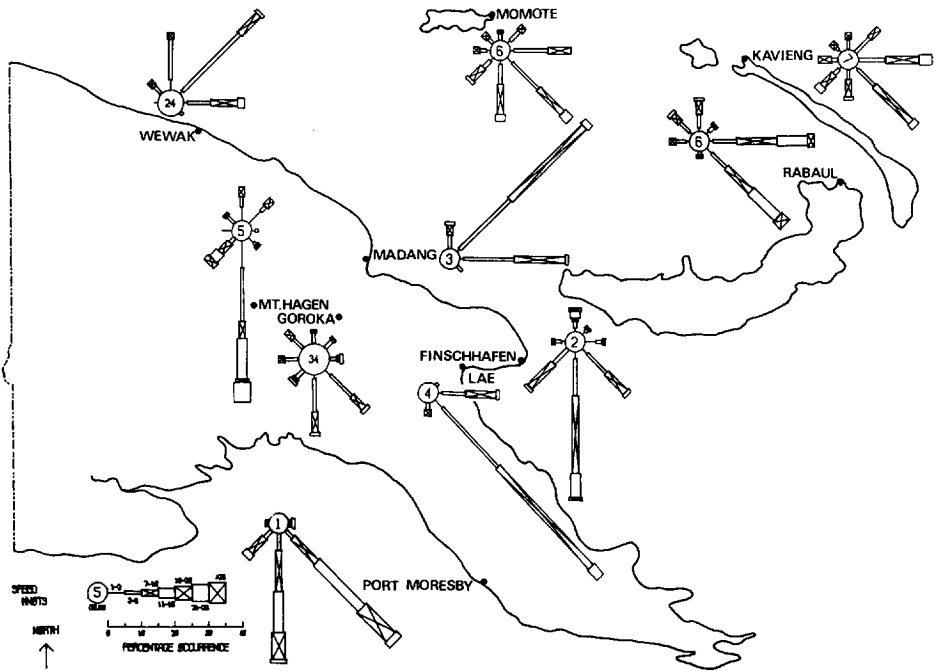 MOMOTE
6
KAVIENG
24
WEWAK
6
RABAUL
5
MADANG
3
MT.HAGEN
GOROKA
34
2
FINSCHHAFEN
LAE
4
1
PORT MORESBY
SPEED
KNOTS
5
CALMS
NORTH
PERCENTAGE OCCURRENCE